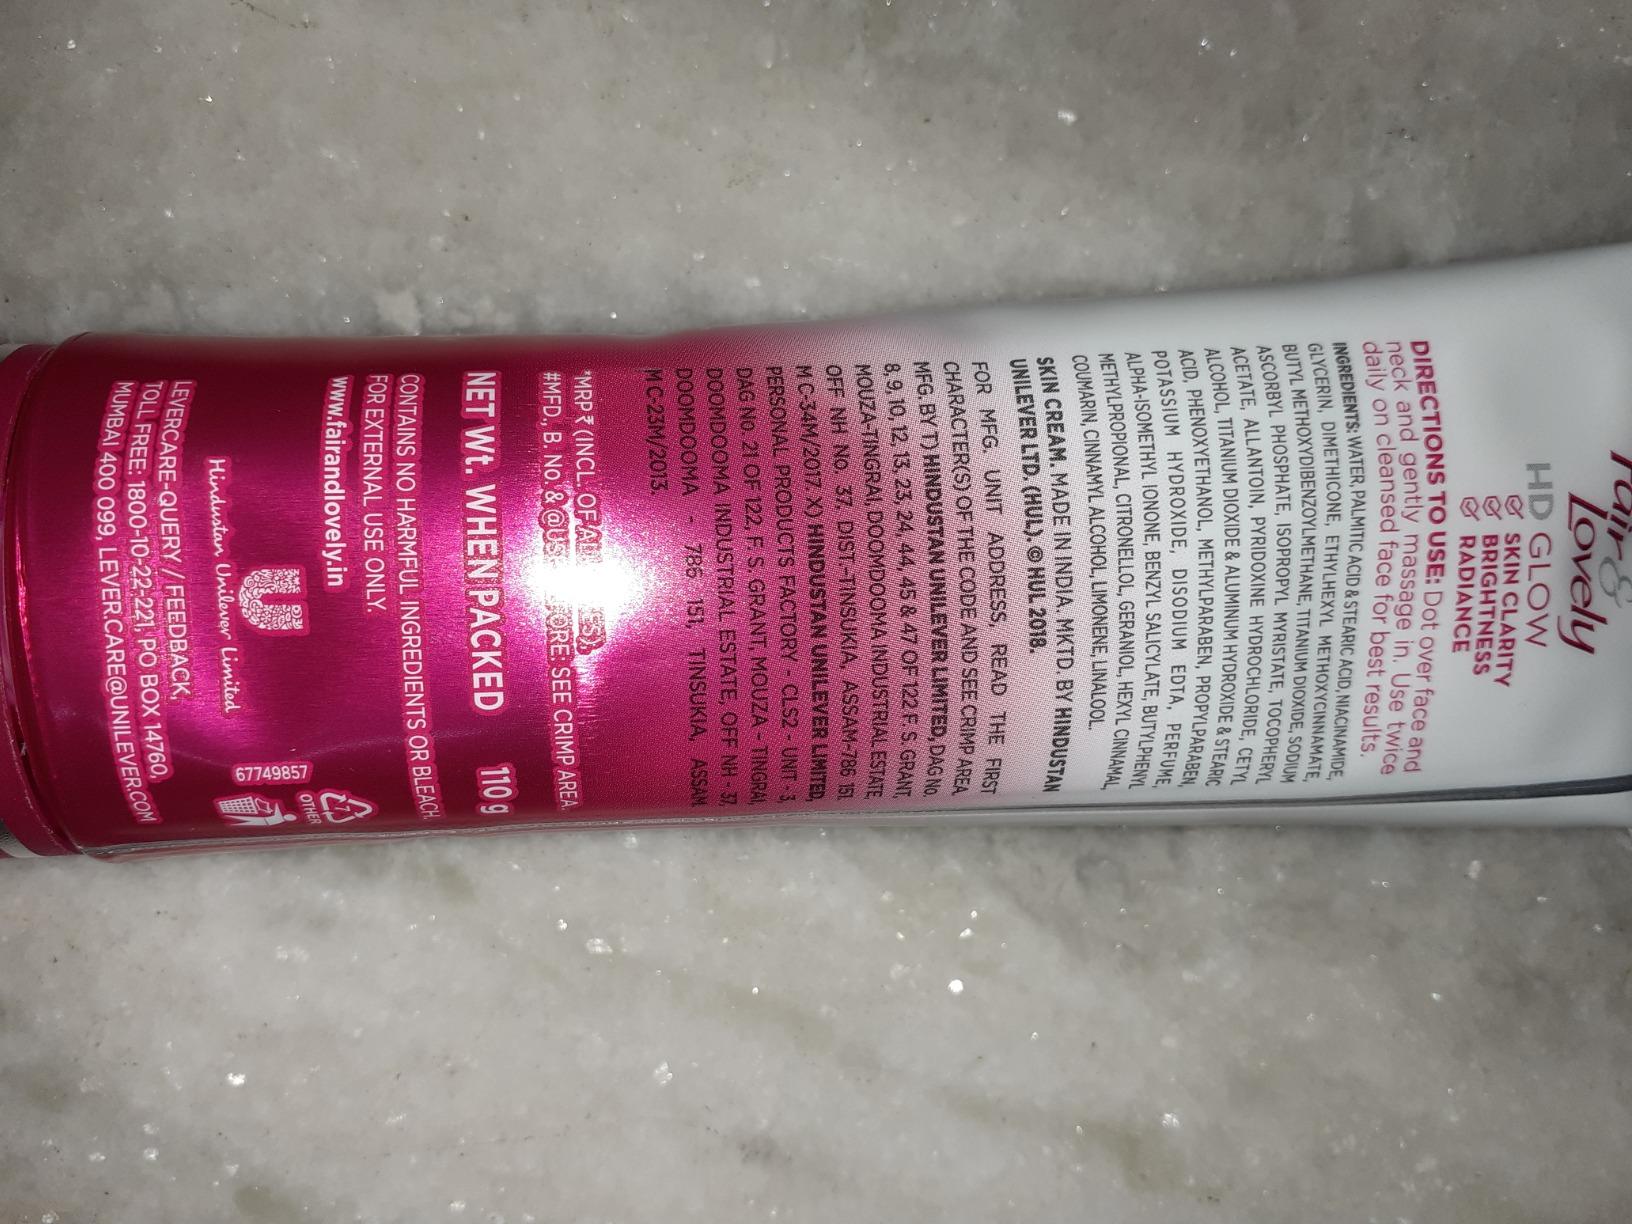 Fair &
Lovely
HD GLOW
SKIN CLARITY
BRIGHTNESS
RADIANCE
DIRECTIONS TO USE: Dot over face and
neck and gently massage in. Use twice
daily on cleansed face for best results.
INGREDIENTS: WATER, PALMITIC ACID & STEARIC ACID, NIACINAMIDE,
GLYCERIN, DIMETHICONE, ETHYLHEXYL METHOXYCINNAMATE,
BUTYL METHOXYDIBENZOYLMETHANE, TITANIUM DIOXIDE, SODIUM
ASCORBYL PHOSPHATE, ISOPROPYL MYRISTATE, TOCOPHERYL
ACETATE, ALLANTOIN, PYRIDOXINE HYDROCHLORIDE, CETYL
ALCOHOL, TITANIUM DIOXIDE & ALUMINUM HYDROXIDE & STEARIC
ACID, PHENOXYETHANOL, METHYLPARABEN, PROPYLPARABEN,
POTASSIUM HYDROXIDE, DISODIUM EDTA, PERFUME,
ALPHA-ISOMETHYL IONONE, BENZYL SALICYLATE, BUTYLPHENYL
METHYLPROPIONAL, CITRONELLOL, GERANIOL, HEXYL CINNAMAL,
COUMARIN, CINNAMYL ALCOHOL, LIMONENE, LINALOOL.
SKIN CREAM. MADE IN INDIA. MKTD. BY HINDUSTAN
UNILEVER LTD. (HUL). ©HUL 2018.
FOR MFG. UNIT ADDRESS, READ THE FIRST
CHARACTER(S) OF THE CODE AND SEE CRIMP AREA.
MFG. BY T) HINDUSTAN UNILEVER LIMITED, DAG No.
8, 9, 10, 12, 13, 23, 24, 44, 45 & 47 OF 122 F. S. GRANT,
MOUZA-TINGRAI, DOOMDOOMA INDUSTRIAL ESTATE,
OFF NH No. 37, DIST.-TINSUKIA, ASSAM-786 151.
M C-34M/2017. X) HINDUSTAN UNILEVER LIMITED,
PERSONAL PRODUCTS FACTORY - CLS2 - UNIT - 3,
DAG No. 21 OF 122, F. S. GRANT, MOUZA - TINGRAI,
DOOMDOOMA INDUSTRIAL ESTATE, OFF NH - 37,
DOOMDOOMA - 786 151, TINSUKIA, ASSAM
M C-23M/2013.
*MRP ₹ (INCL. OF ALL
#MFD., B. No. & @ SEE CRIMP AREA.
NET Wt. WHEN PACKED 110 g
CONTAINS NO HARMFUL INGREDIENTS OR BLEACH.
FOR EXTERNAL USE ONLY.
www.fairandlovely.in
7
OTHER
67749857
Hindustan Unilever Limited
LEVERCARE-QUERY // FEEDBACK,
TOLL FREE: 1800-10-22-221, PO BOX 14760,
MUMBAI 400 099, LEVER.CARE@UNILEVER.COM